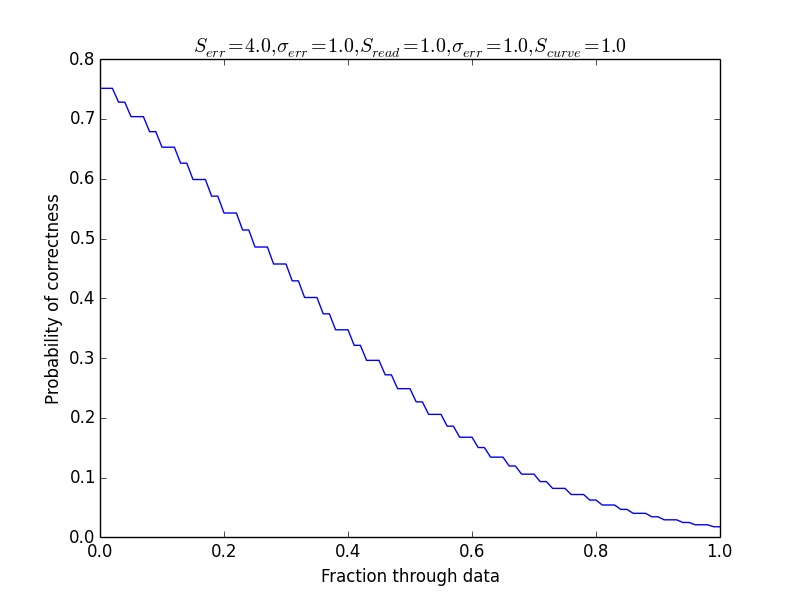 S_err=4.0,σ_err=1.0,S_read=1.0,σ_err=1.0,S_curve=1.0
0.8
0.7
0.6
0.5
0.4
0.3
0.2
0.1
0.0
Probability of correctness
0.0 0.2 0.4 0.6 0.8 1.0
Fraction through data